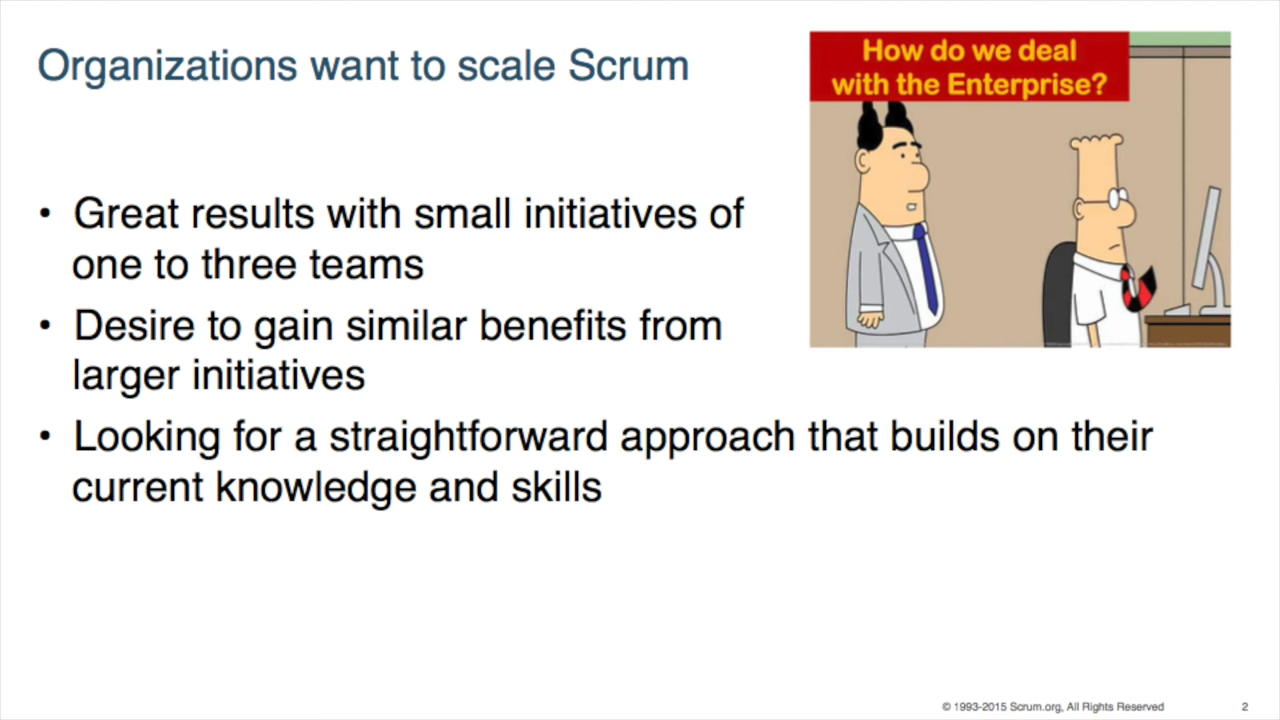 Organizations want to scale Scrum
How do we deal
with the Enterprise?
• Great results with small initiatives of
one to three teams
• Desire to gain similar benefits from
larger initiatives
• Looking for a straightforward approach that builds on their
current knowledge and skills
© 1993-2015 Scrum.org, All Rights Reserved
2